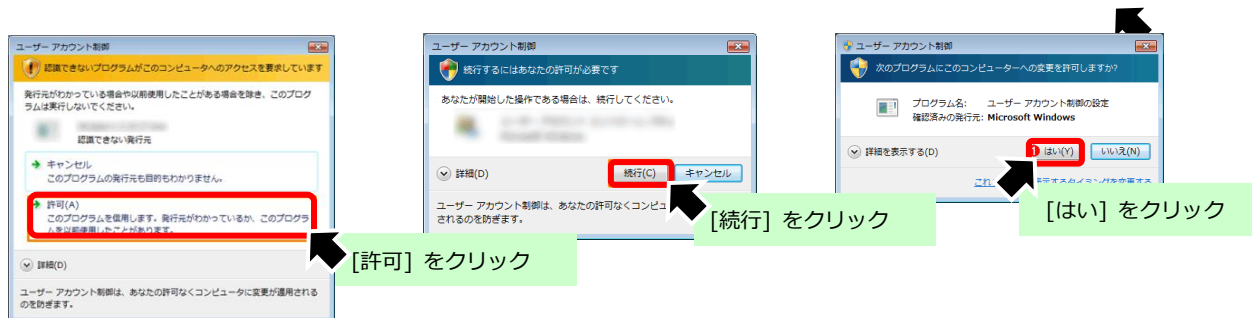 ユーザー アカウント制御
認識できないプログラムがこのコンピュータへのアクセスを要求しています
発行元がわかっている場合や以前使用したことがある場合を除き、このプログ
ラムは実行しないでください。
認識できない発行元
キャンセル
このプログラムの発行元も目的もわかりません。
許可(A)
このプログラムを信用します。発行元がわかっているか、このプログラ
ムを以前使用したことがあります。
詳細(D)
ユーザー アカウント制御は、あなたの許可なくコンピュータに変更が適用される
のを防ぎます。
[許可] をクリック
ユーザー アカウント制御
続行するにはあなたの許可が必要です
あなたが開始した操作である場合は、続行してください。
詳細(D)
続行(C)
キャンセル
ユーザー アカウント制御は、あなたの許可なくコンピュ
されるのを防ぎます。
[続行] をクリック
ユーザー アカウント制御
次のプログラムにこのコンピューターへの変更を許可しますか?
プログラム名: ユーザー アカウント制御の設定
確認済みの発行元: Microsoft Windows
詳細を表示する(D)
1 はい(Y)
いいえ(N)
これ
表示するタイミングを変更する
[はい] をクリック